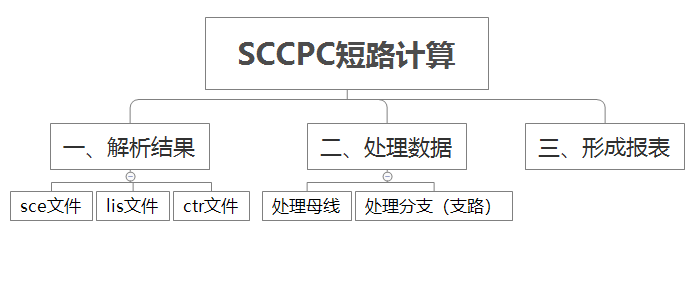 SCCPC短路计算
一、解析结果
二、处理数据
三、形成报表
sce文件
lis文件
ctr文件
处理母线
处理分支（支路）